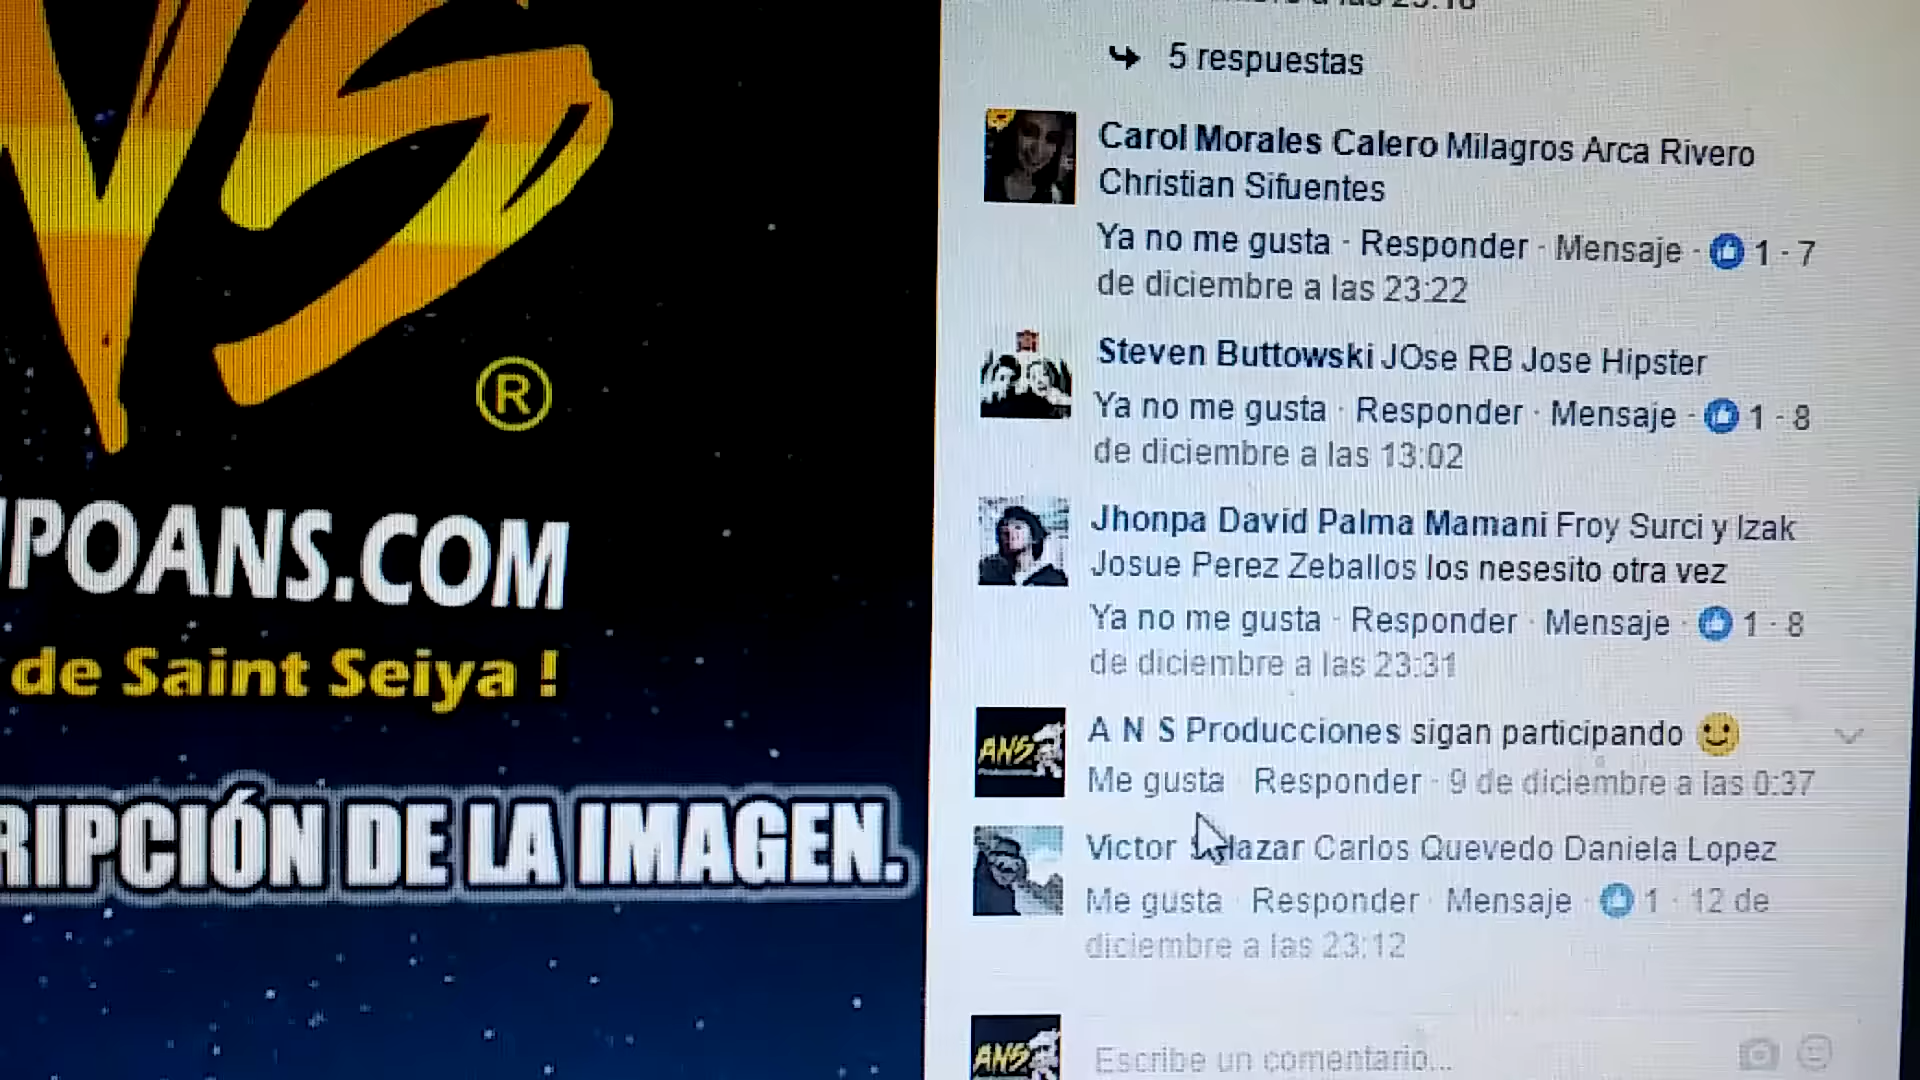 5 respuestas
Carol Morales Calero Milagros Arca Rivero
Christian Sifuentes
Ya no me gusta · Responder · Mensaje · 1 · 7
de diciembre a las 23:22
Steven Buttowski JOse RB Jose Hipster
Ya no me gusta · Responder · Mensaje · 1 · 8
de diciembre a las 13:02
Jhonpa David Palma Mamani Froy Surci y Izak
Josue Perez Zeballos los nesesito otra vez
Ya no me gusta · Responder · Mensaje · 1 · 8
de diciembre a las 23:31
A N S Producciones sigan participando
Me gusta · Responder · 9 de diciembre a las 0:37
Victor Salazar Carlos Quevedo Daniela Lopez
Me gusta · Responder · Mensaje · 1 · 12 de
diciembre a las 23:12
Escribe un comentario...
NS
®
POANS.COM
de Saint Seiya !
RIPCIÓN DE LA IMAGEN.
ANS
ANS